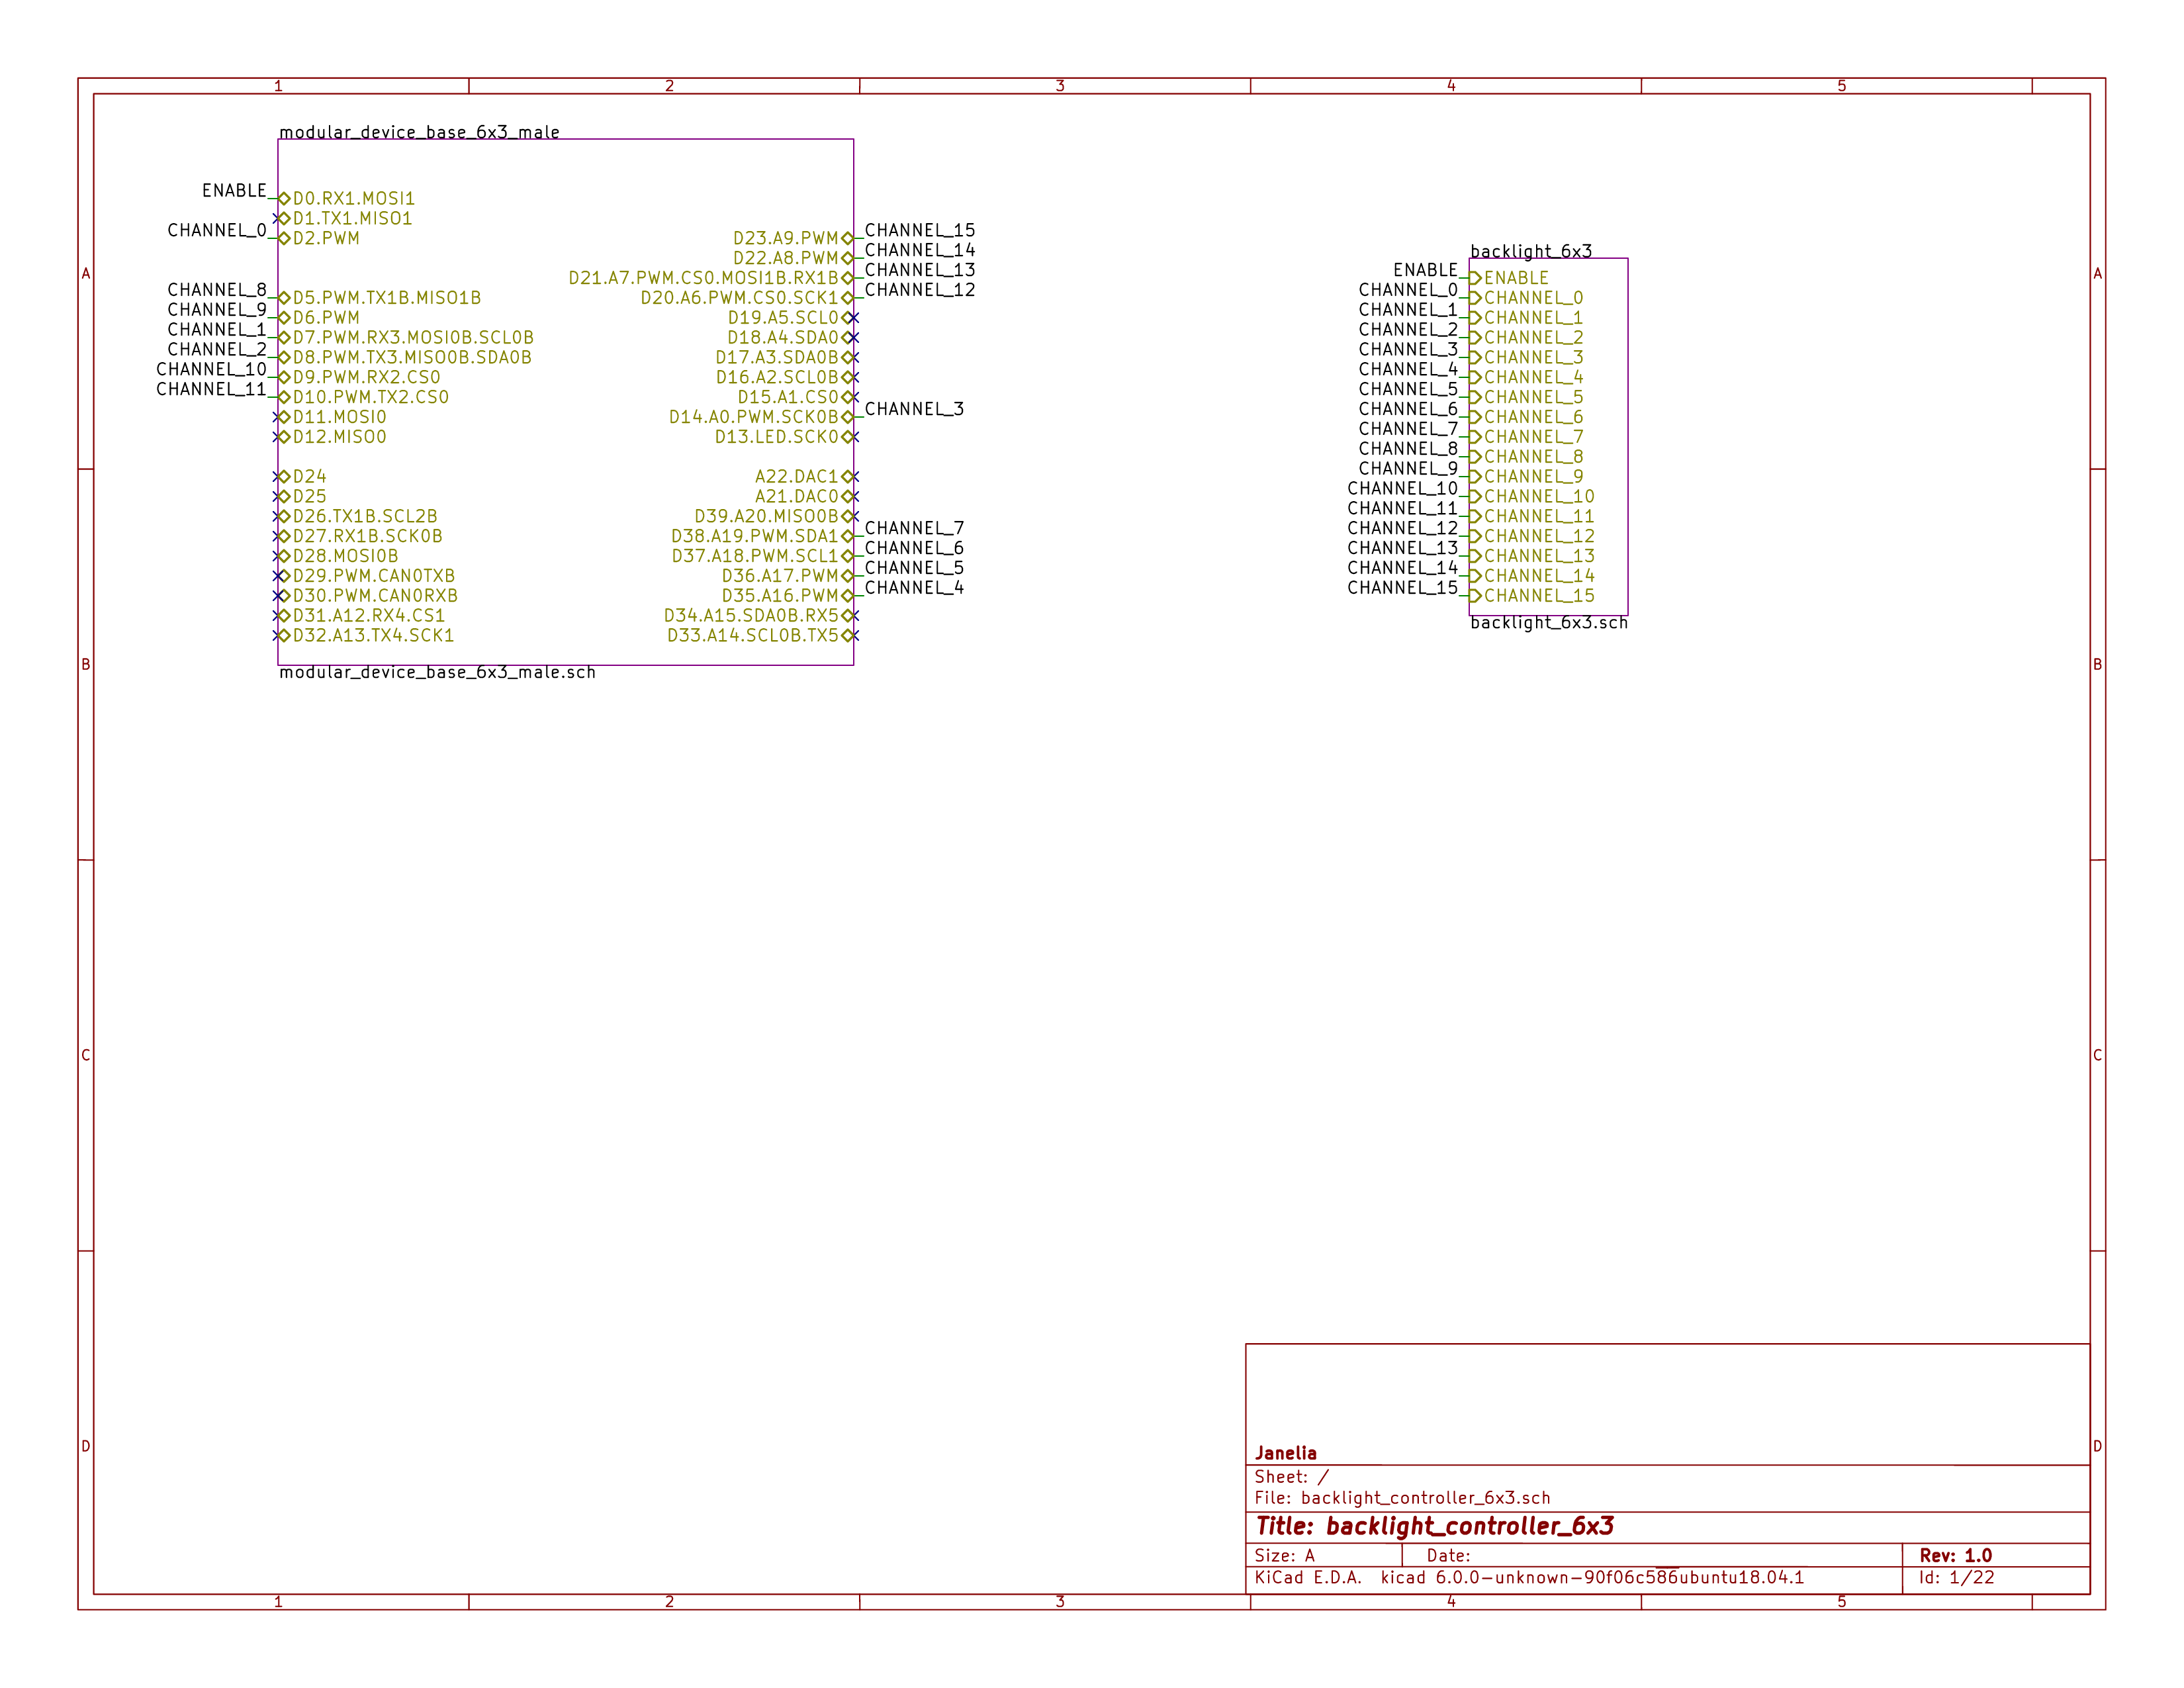 1 2 3 4 5
modular_device_base_6x3_male
ENABLE
D0.RX1.MOSI1
D1.TX1.MISO1
CHANNEL_0
D2.PWM
CHANNEL_8
D5.PWM.TX1B.MISO1B
CHANNEL_9
D6.PWM
CHANNEL_1
D7.PWM.RX3.MOSI0B.SCL0B
CHANNEL_2
D8.PWM.TX3.MISO0B.SDA0B
CHANNEL_10
D9.PWM.RX2.CS0
CHANNEL_11
D10.PWM.TX2.CS0
D11.MOSI0
D12.MISO0
D24
D25
D26.TX1B.SCL2B
D27.RX1B.SCK0B
D28.MOSI0B
D29.PWM.CAN0TXB
D30.PWM.CAN0RXB
D31.A12.RX4.CS1
D32.A13.TX4.SCK1
D23.A9.PWM
CHANNEL_15
D22.A8.PWM
CHANNEL_14
D21.A7.PWM.CS0.MOSI1B.RX1B
CHANNEL_13
D20.A6.PWM.CS0.SCK1
CHANNEL_12
D19.A5.SCL0
D18.A4.SDA0
D17.A3.SDA0B
D16.A2.SCL0B
D15.A1.CS0
D14.A0.PWM.SCK0B
CHANNEL_3
D13.LED.SCK0
A22.DAC1
A21.DAC0
D39.A20.MISO0B
D38.A19.PWM.SDA1
CHANNEL_7
D37.A18.PWM.SCL1
CHANNEL_6
D36.A17.PWM
CHANNEL_5
D35.A16.PWM
CHANNEL_4
D34.A15.SDA0B.RX5
D33.A14.SCL0B.TX5
modular_device_base_6x3_male.sch
backlight_6x3
ENABLE ENABLE
CHANNEL_0 CHANNEL_0
CHANNEL_1 CHANNEL_1
CHANNEL_2 CHANNEL_2
CHANNEL_3 CHANNEL_3
CHANNEL_4 CHANNEL_4
CHANNEL_5 CHANNEL_5
CHANNEL_6 CHANNEL_6
CHANNEL_7 CHANNEL_7
CHANNEL_8 CHANNEL_8
CHANNEL_9 CHANNEL_9
CHANNEL_10 CHANNEL_10
CHANNEL_11 CHANNEL_11
CHANNEL_12 CHANNEL_12
CHANNEL_13 CHANNEL_13
CHANNEL_14 CHANNEL_14
CHANNEL_15 CHANNEL_15
backlight_6x3.sch
A A
B B
C C
D D
Janelia
Sheet: /
File: backlight_controller_6x3.sch
Title: backlight_controller_6x3
Size: A Date: Rev: 1.0
KiCad E.D.A. kicad 6.0.0-unknown-90f06c586ubuntu18.04.1 Id: 1/22
1 2 3 4 5